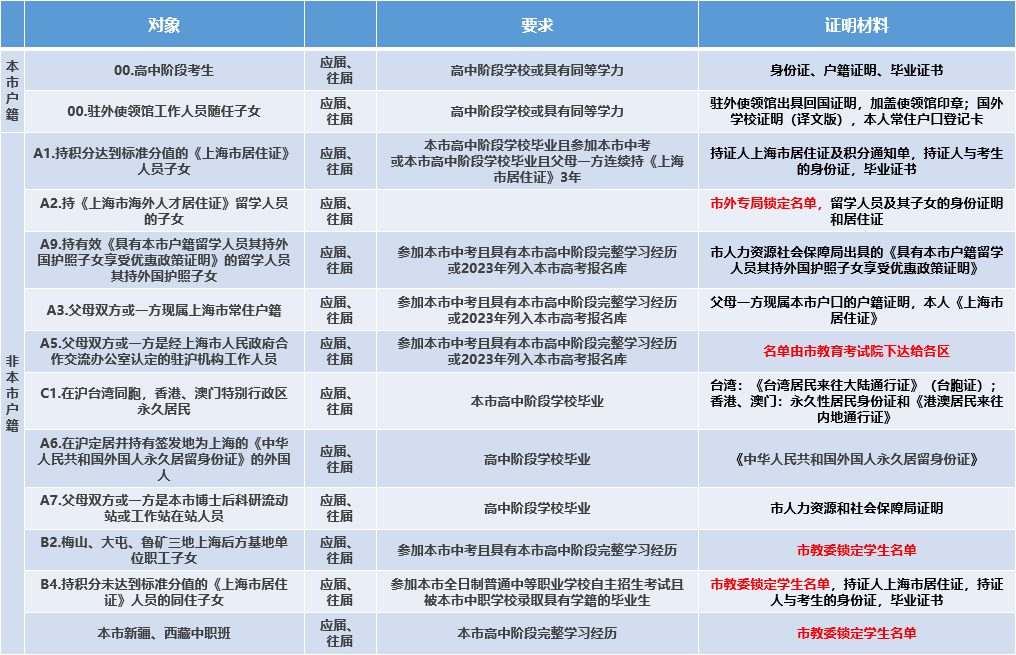 对象
要求
证明材料
本市户籍
00.高中阶段考生
应届、
往届
高中阶段学校或具有同等学力
身份证、户籍证明、毕业证书
00.驻外使领馆工作人员随任子女
应届、
往届
高中阶段学校或具有同等学力
驻外使领馆出具回国证明，加盖使领馆印章；国外
学校证明（译文版），本人常住户口登记卡
非本市户籍
A1.持积分达到标准分值的《上海市居住证》
人员子女
应届、
往届
本市高中阶段学校毕业且参加本市中考
或本市高中阶段学校毕业且父母一方连续持《上海
市居住证》3年
持证人上海市居住证及积分通知单，持证人与考生
的身份证，毕业证书
A2.持《上海市海外人才居住证》留学人员
的子女
应届、
往届
市外专局锁定名单，留学人员及其子女的身份证明
和居住证
A9.持有效《具有本市户籍留学人员其持外
国护照子女享受优惠政策证明》的留学人员
其持外国护照子女
应届、
往届
参加本市中考且具有本市高中阶段完整学习经历
或2023年列入本市高考报名库
市人力资源社会保障局出具的《具有本市户籍留学
人员其持外国护照子女享受优惠政策证明》
A3.父母双方或一方现属上海市常住户籍
应届、
往届
参加本市中考且具有本市高中阶段完整学习经历
或2023年列入本市高考报名库
父母一方现属本市户口的户籍证明，本人《上海市
居住证》
A5.父母双方或一方是经上海市人民政府合
作交流办公室认定的驻沪机构工作人员
应届、
往届
参加本市中考且具有本市高中阶段完整学习经历
或2023年列入本市高考报名库
名单由市教育考试院下达给各区
C1.在沪台湾同胞，香港、澳门特别行政区
永久居民
应届、
往届
本市高中阶段学校毕业
台湾：《台湾居民来往大陆通行证》（台胞证）；
香港、澳门：永久性居民身份证和《港澳居民来往
内地通行证》
A6.在沪定居并持有签发地为上海的《中华
人民共和国外国人永久居留身份证》的外国
人
应届、
往届
高中阶段学校毕业
《中华人民共和国外国人永久居留身份证》
A7.父母双方或一方是本市博士后科研流动
站或工作站在站人员
应届、
往届
高中阶段学校毕业
市人力资源和社会保障局证明
B2.梅山、大屯、鲁矿三地上海后方基地单
位职工子女
应届、
往届
参加本市中考且具有本市高中阶段完整学习经历
市教委锁定学生名单
B4.持积分未达到标准分值的《上海市居住
证》人员的同住子女
应届、
往届
参加本市全日制普通中等职业学校自主招生考试且
被本市中职学校录取具有学籍的毕业生
市教委锁定学生名单，持证人上海市居住证，持证
人与考生的身份证，毕业证书
本市新疆、西藏中职班
应届、
往届
本市高中阶段完整学习经历
市教委锁定学生名单